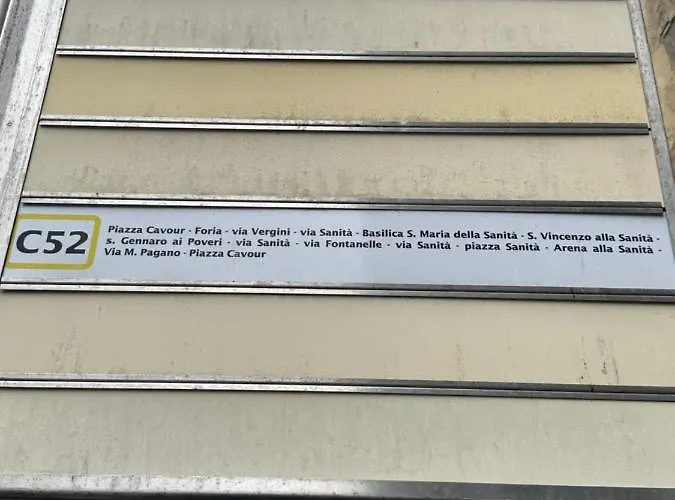 C52
Piazza Cavour · Foria · via Vergini · via Sanità · Basilica S. Maria della Sanità · S. Vincenzo alla Sanità ·
s. Gennaro ai Poveri · via Sanità · via Fontanelle · via Sanità · piazza Sanità · Arena alla Sanità ·
Via M. Pagano · Piazza Cavour